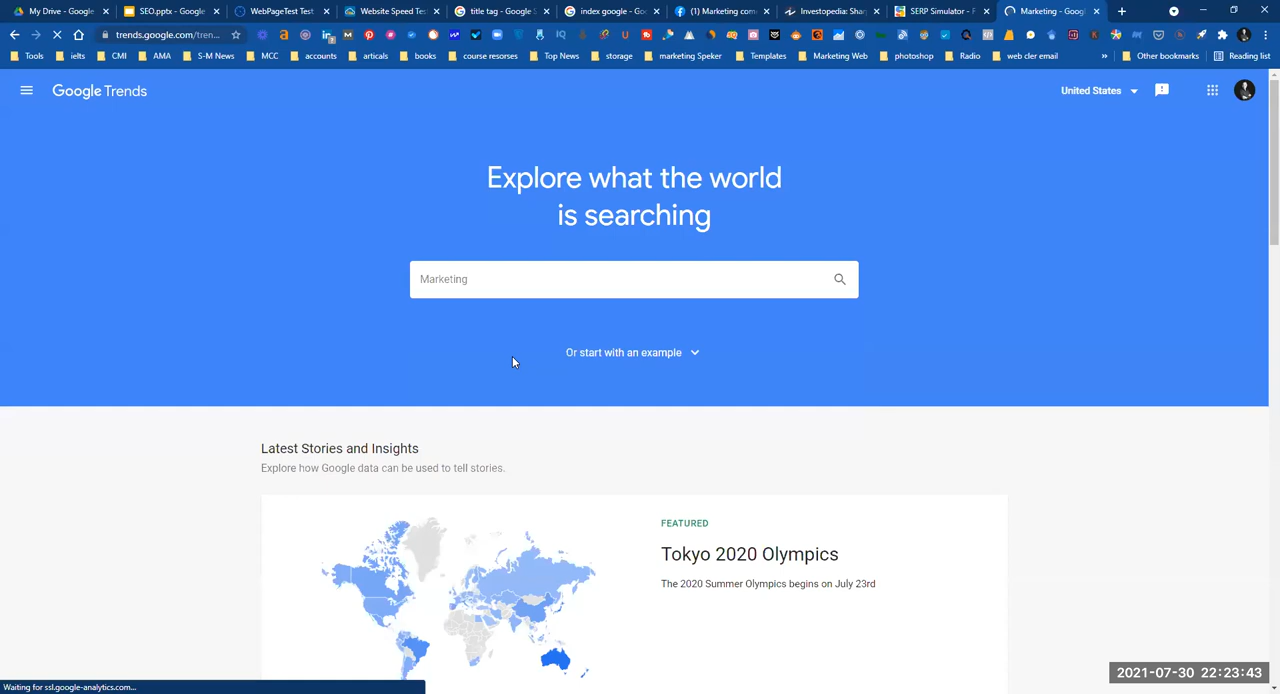 My Drive - Google
SEO.pptx - Google
WebPageTest Test
Website Speed Tes
title tag - Google S
index google - Goo
(1) Marketing com
Investopedia: Shar
SERP Simulator - F
Marketing - Googl
trends.google.com/tren...
Tools
ielts
CMI
AMA
S-M News
MCC
accounts
articals
books
course resorses
Top News
storage
marketing Speker
Templates
Marketing Web
photoshop
Radio
web cler email
»
Other bookmarks
Reading list
Google Trends
United States
Explore what the world
is searching
Marketing
Or start with an example
Latest Stories and Insights
Explore how Google data can be used to tell stories.
FEATURED
Tokyo 2020 Olympics
The 2020 Summer Olympics begins on July 23rd
Waiting for ssl.google-analytics.com...
2021-07-30 22:23:43